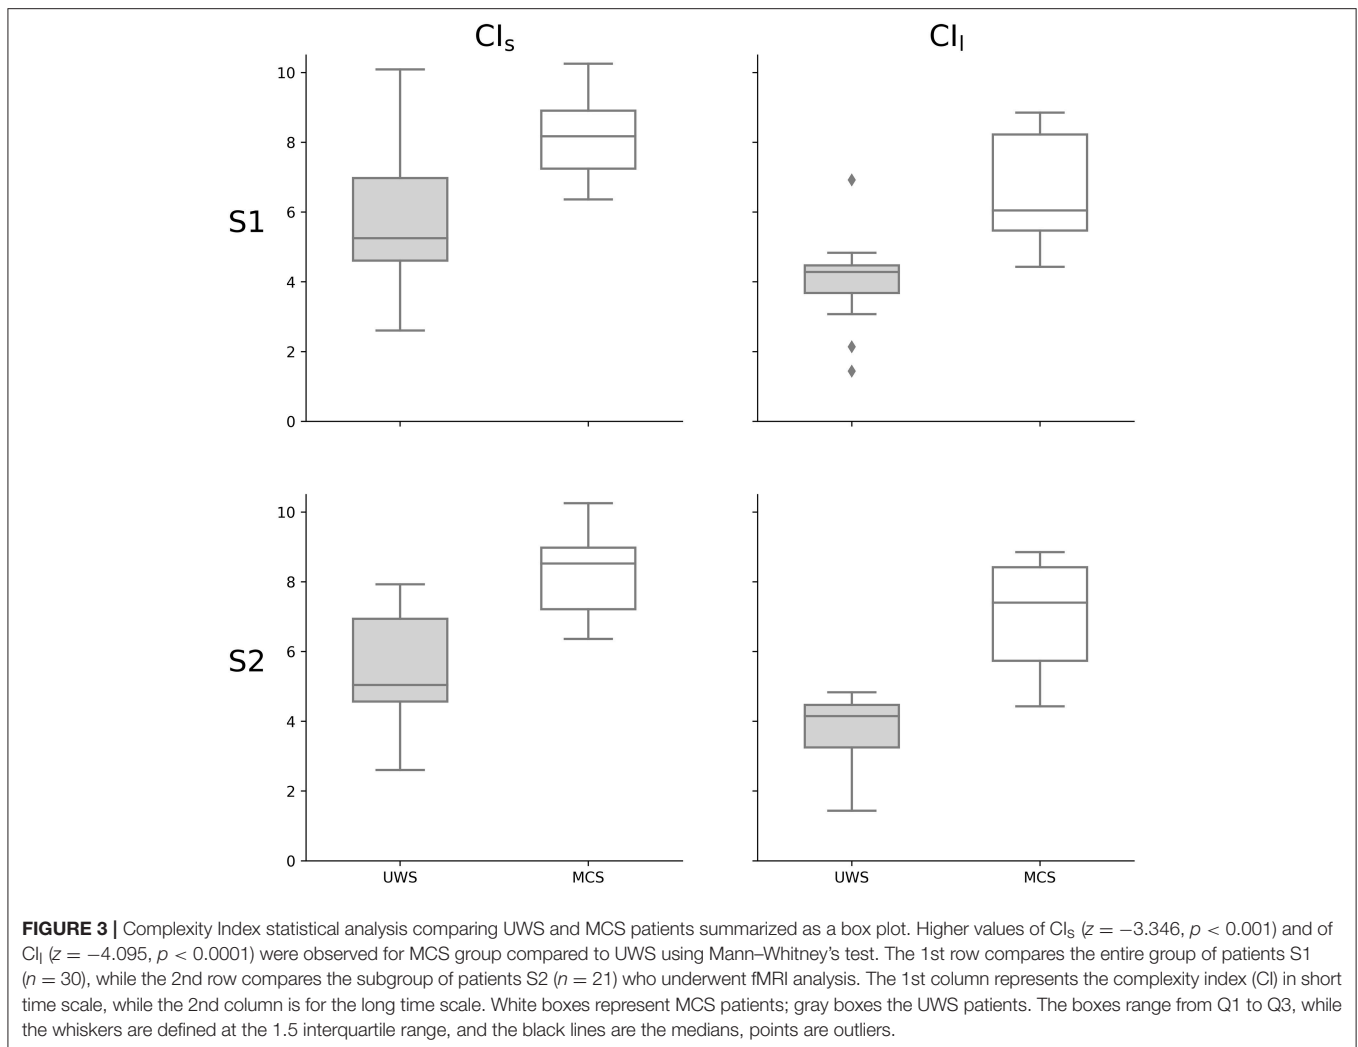 CIs
CIl
10
8
6
4
2
0
S1
10
8
6
4
2
0
S2
UWS
MCS
UWS
MCS
FIGURE 3 | Complexity Index statistical analysis comparing UWS and MCS patients summarized as a box plot. Higher values of CIs (z = −3.346, p < 0.001) and of
CIl (z = −4.095, p < 0.0001) were observed for MCS group compared to UWS using Mann–Whitney's test. The 1st row compares the entire group of patients S1
(n = 30), while the 2nd row compares the subgroup of patients S2 (n = 21) who underwent fMRI analysis. The 1st column represents the complexity index (CI) in short
time scale, while the 2nd column is for the long time scale. White boxes represent MCS patients; gray boxes the UWS patients. The boxes range from Q1 to Q3, while
the whiskers are defined at the 1.5 interquartile range, and the black lines are the medians, points are outliers.